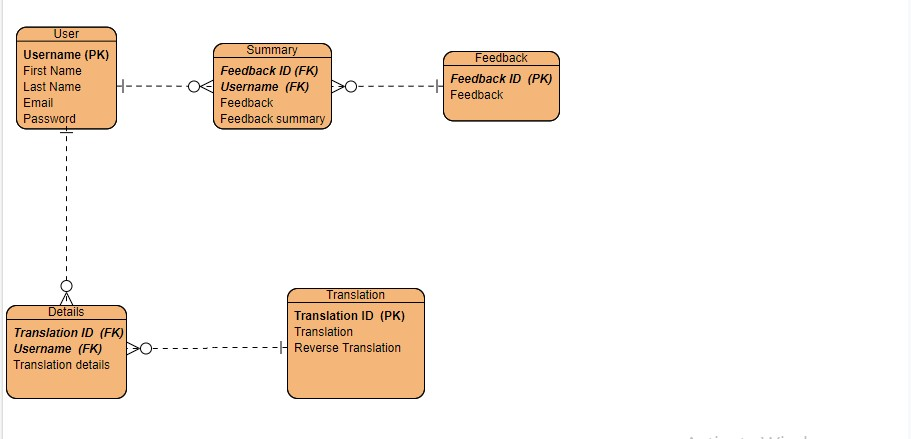 User
Username (PK)
First Name
Last Name
Email
Password
Summary
Feedback ID (FK)
Username (FK)
Feedback
Feedback summary
Feedback
Feedback ID (PK)
Feedback
Details
Translation ID (FK)
Username (FK)
Translation details
Translation
Translation ID (PK)
Translation
Reverse Translation